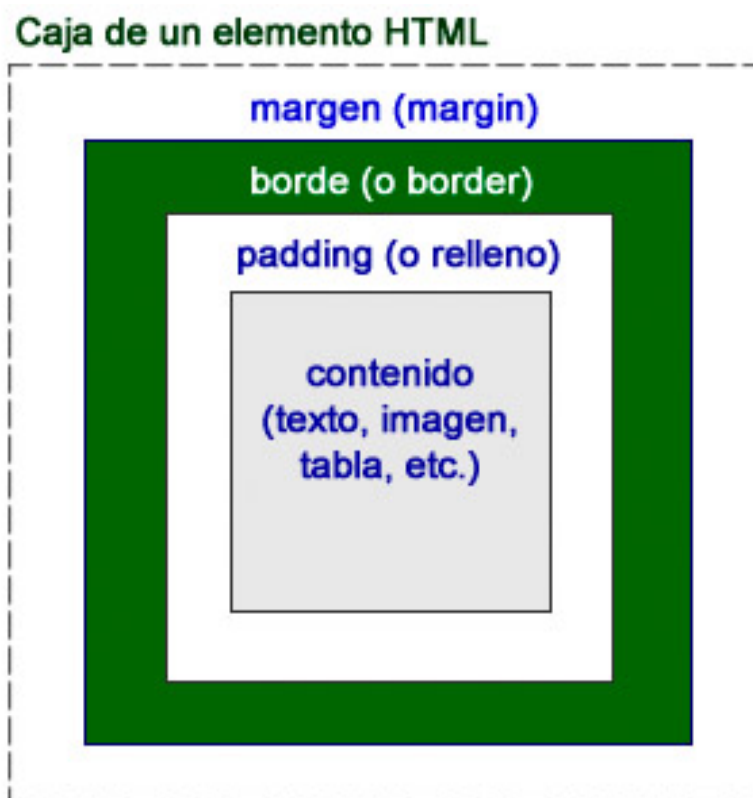 Caja de un elemento HTML
margen (margin)
borde (o border)
padding (o relleno)
contenido
(texto, imagen,
tabla, etc.)